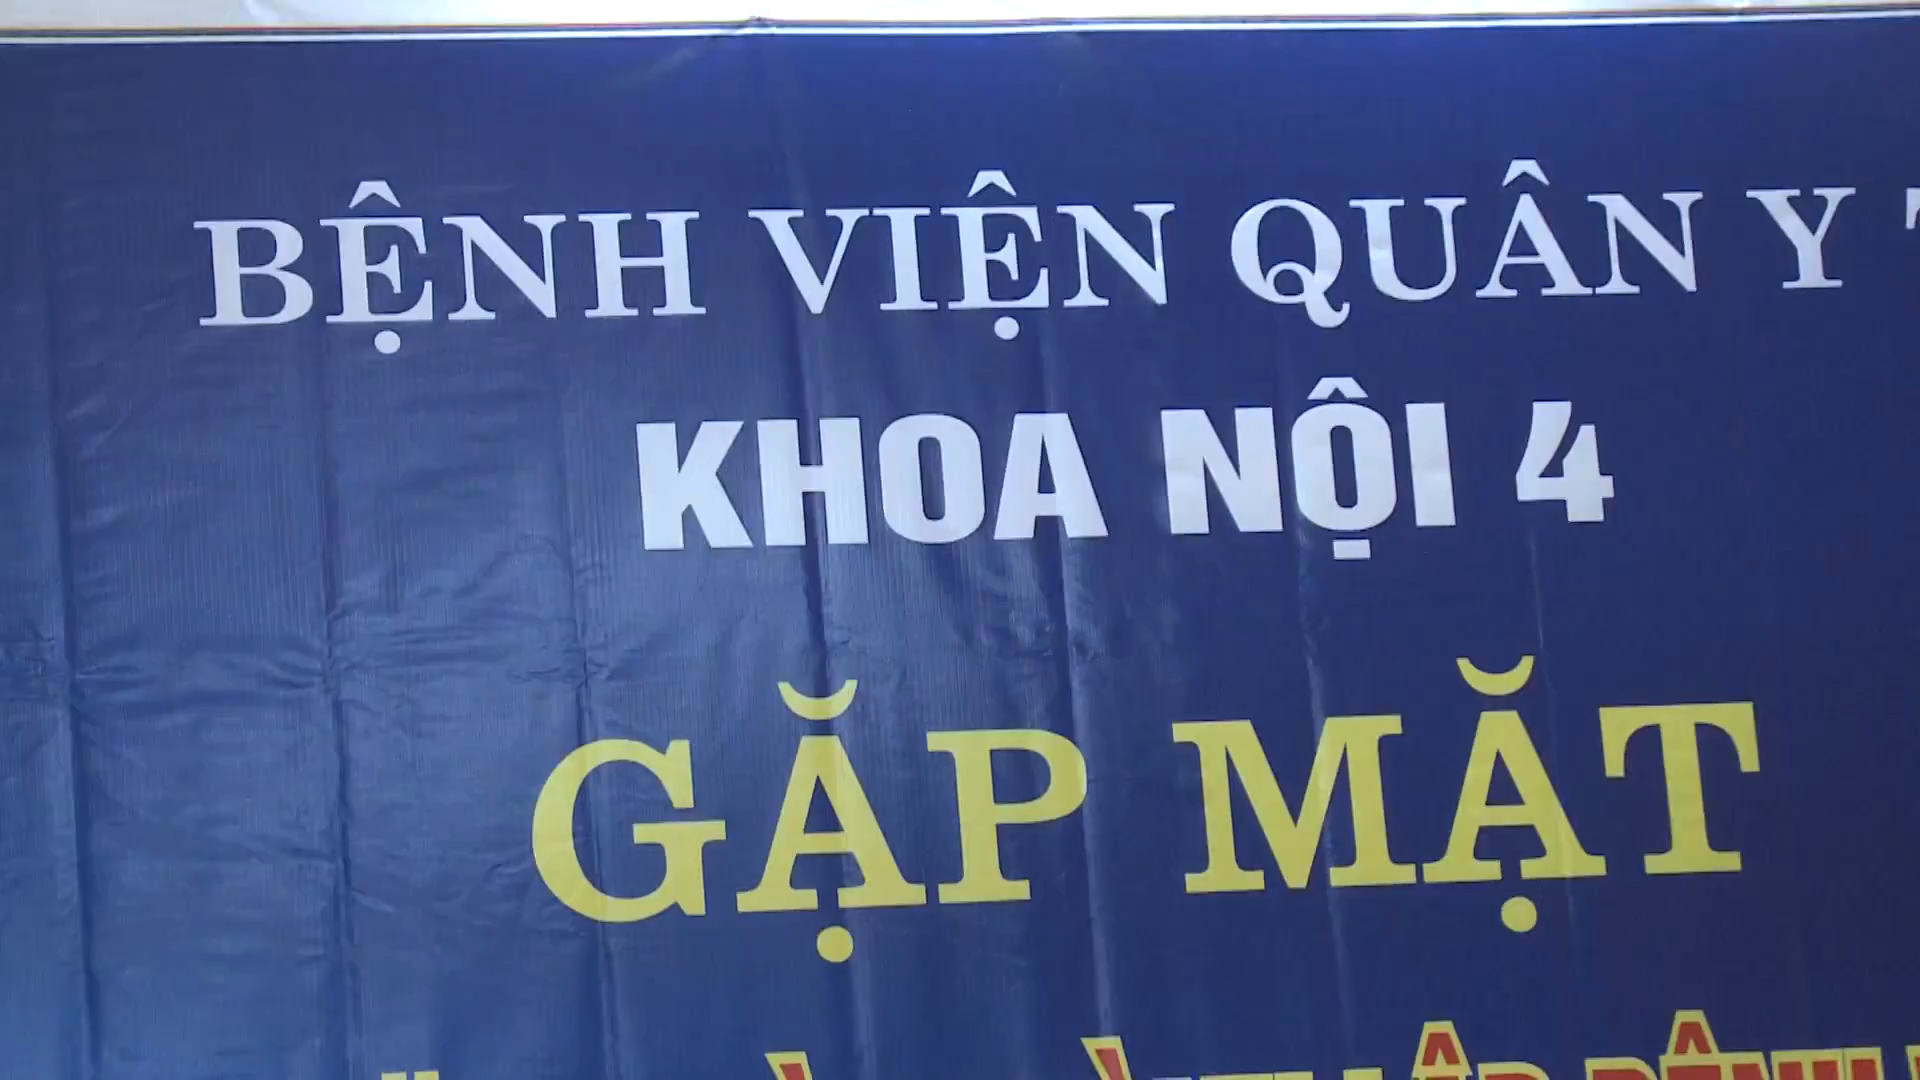 BỆNH VIỆN QUÂN Y
KHOA NỘI 4
GẶP MẶT